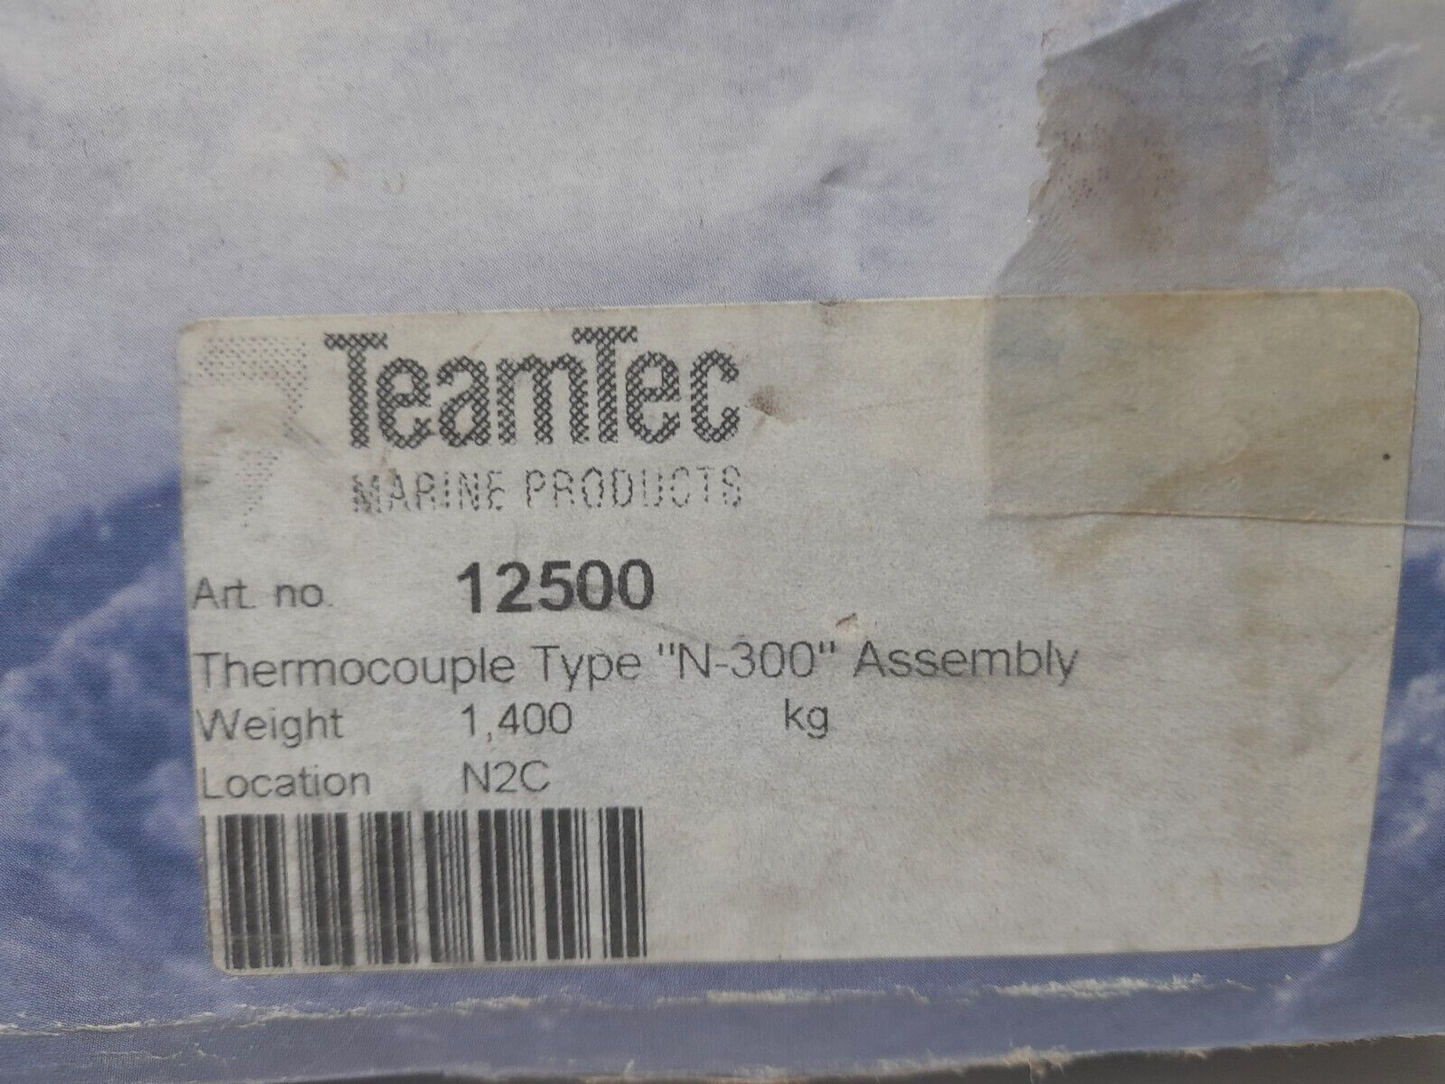 TeamTec
MARINE PRODUCTS
Art. no. 12500
Thermocouple Type "N-300" Assembly
Weight 1,400 kg
Location N2C